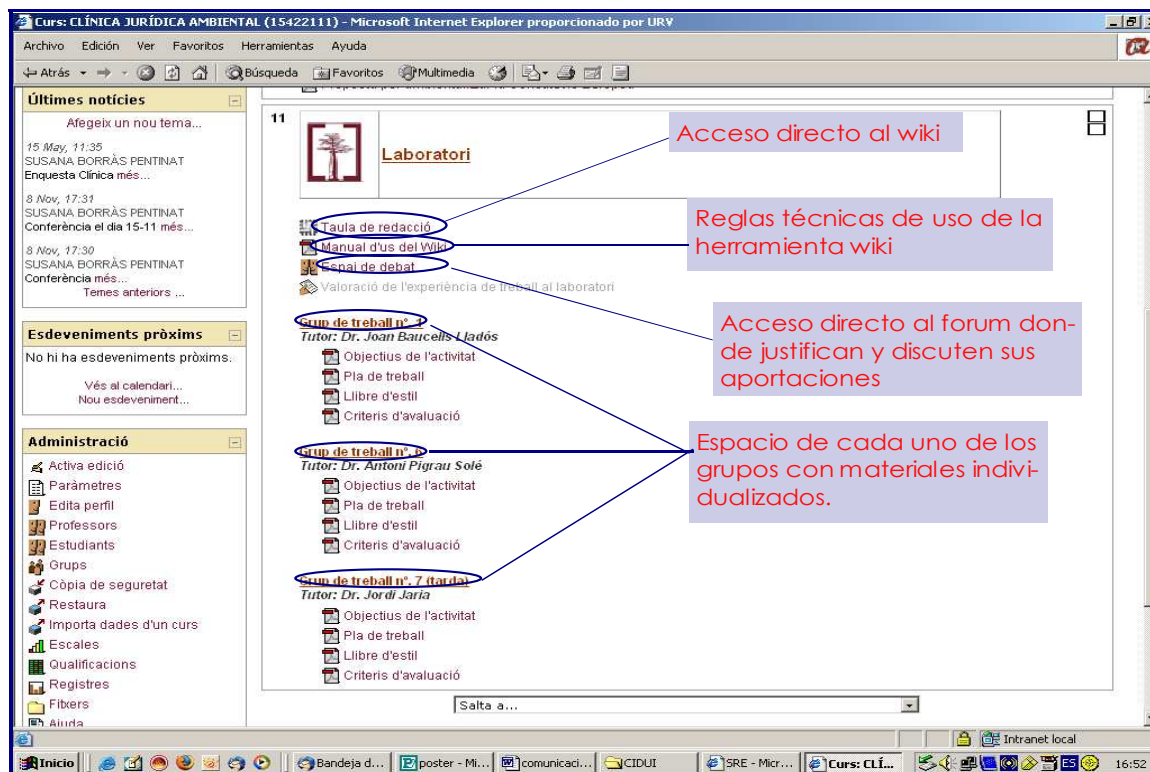 Curs: CLÍNICA JURÍDICA AMBIENTAL (15422111) - Microsoft Internet Explorer proporcionado por URV
Archivo Edición Ver Favoritos Herramientas Ayuda
Atrás Búsqueda Favoritos Multimedia
Últimes notícies
Afegeix un nou tema...
15 May, 11:35
SUSANA BORRÀS PENTINAT
Enquesta Clínica més...
8 Nov, 17:31
SUSANA BORRÀS PENTINAT
Conferència el dia 15-11 més...
8 Nov, 17:30
SUSANA BORRÀS PENTINAT
Conferència més...
Temes anteriors ...
Esdeveniments pròxims
No hi ha esdeveniments pròxims.
Vés al calendari...
Nou esdeveniment...
Administració
Activa edició
Paràmetres
Edita perfil
Professors
Estudiants
Grups
Còpia de seguretat
Restaura
Importa dades d'un curs
Escales
Qualificacions
Registres
Fitxers
Ajuda
11
Laboratori
Taula de redacció
Manual d'us del Wiki
Espai de debat
Valoració de l'experiència de treball al laboratori
Grup de treball nº. 1
Tutor: Dr. Joan Baucells Lladós
Objectius de l'activitat
Pla de treball
Llibre d'estil
Criteris d'avaluació
Grup de treball nº. 6
Tutor: Dr. Antoni Pigrau Solé
Objectius de l'activitat
Pla de treball
Llibre d'estil
Criteris d'avaluació
Grup de treball nº. 7 (tarda)
Tutor: Dr. Jordi Jaria
Objectius de l'activitat
Pla de treball
Llibre d'estil
Criteris d'avaluació
Salta a...
Acceso directo al wiki
Reglas técnicas de uso de la
herramienta wiki
Acceso directo al forum don-
de justifican y discuten sus
aportaciones
Espacio de cada uno de los
grupos con materiales indivi-
dualizados.
Intranet local
Inicio Bandeja d... poster - Mi... comunicaci... CIDUI SRE - Micr... Curs: CLÍ... ES 16:52